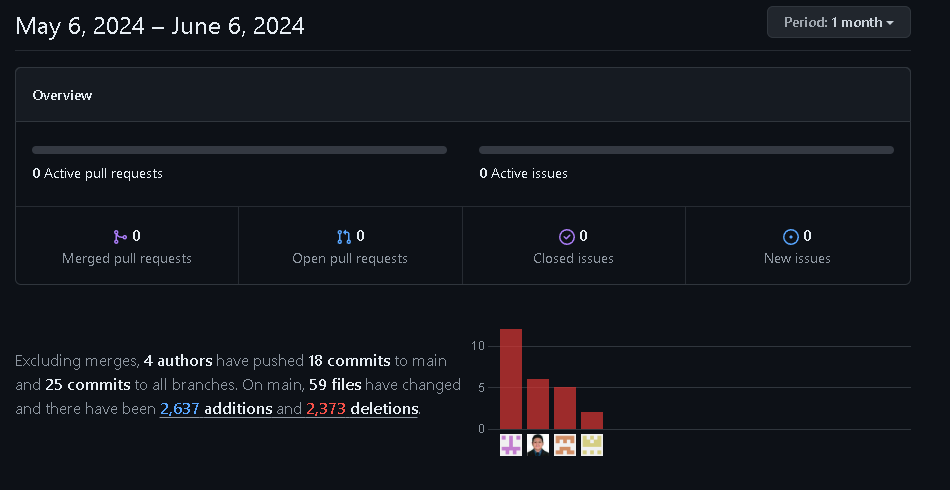 May 6, 2024 – June 6, 2024
Period: 1 month
Overview
0 Active pull requests
0 Active issues
0
Merged pull requests
0
Open pull requests
0
Closed issues
0
New issues
Excluding merges, 4 authors have pushed 18 commits to main
and 25 commits to all branches. On main, 59 files have changed
and there have been 2,637 additions and 2,373 deletions.
10
5
0